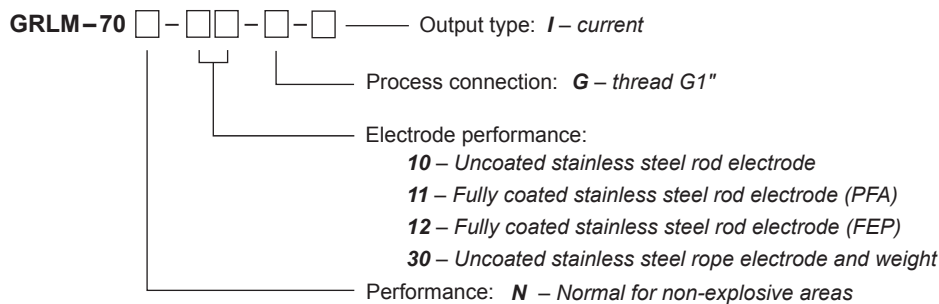 GRLM–70 □ – □□ – □ – □ Output type: I – current
Process connection: G – thread G1"
Electrode performance:
10 – Uncoated stainless steel rod electrode
11 – Fully coated stainless steel rod electrode (PFA)
12 – Fully coated stainless steel rod electrode (FEP)
30 – Uncoated stainless steel rope electrode and weight
Performance: N – Normal for non-explosive areas